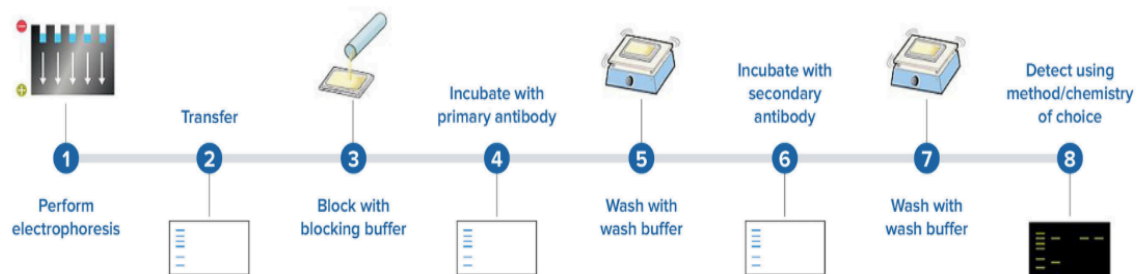 −
+
1
Perform
electrophoresis
Transfer
2
3
Block with
blocking buffer
Incubate with
primary antibody
4
5
Wash with
wash buffer
Incubate with
secondary
antibody
6
7
Wash with
wash buffer
Detect using
method/chemistry
of choice
8